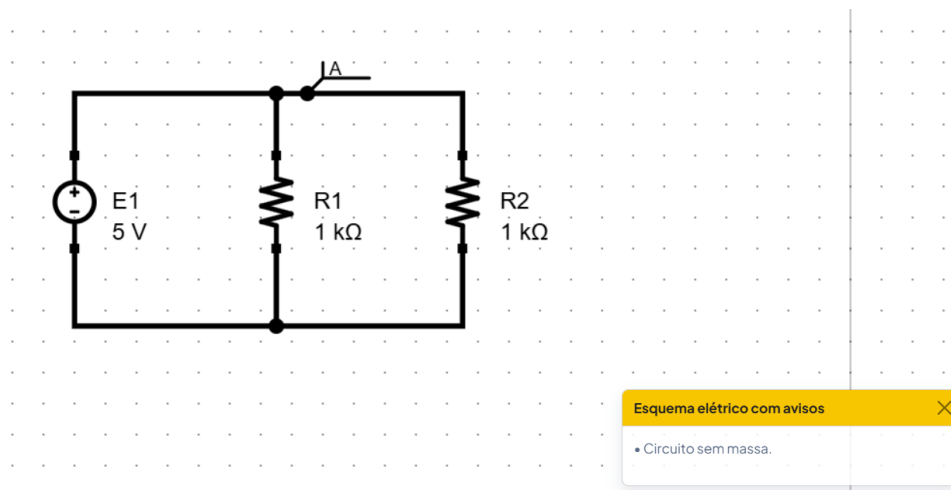 A
+
-
E1
5 V
R1
1 kΩ
R2
1 kΩ
Esquema elétrico com avisos
• Circuito sem massa.